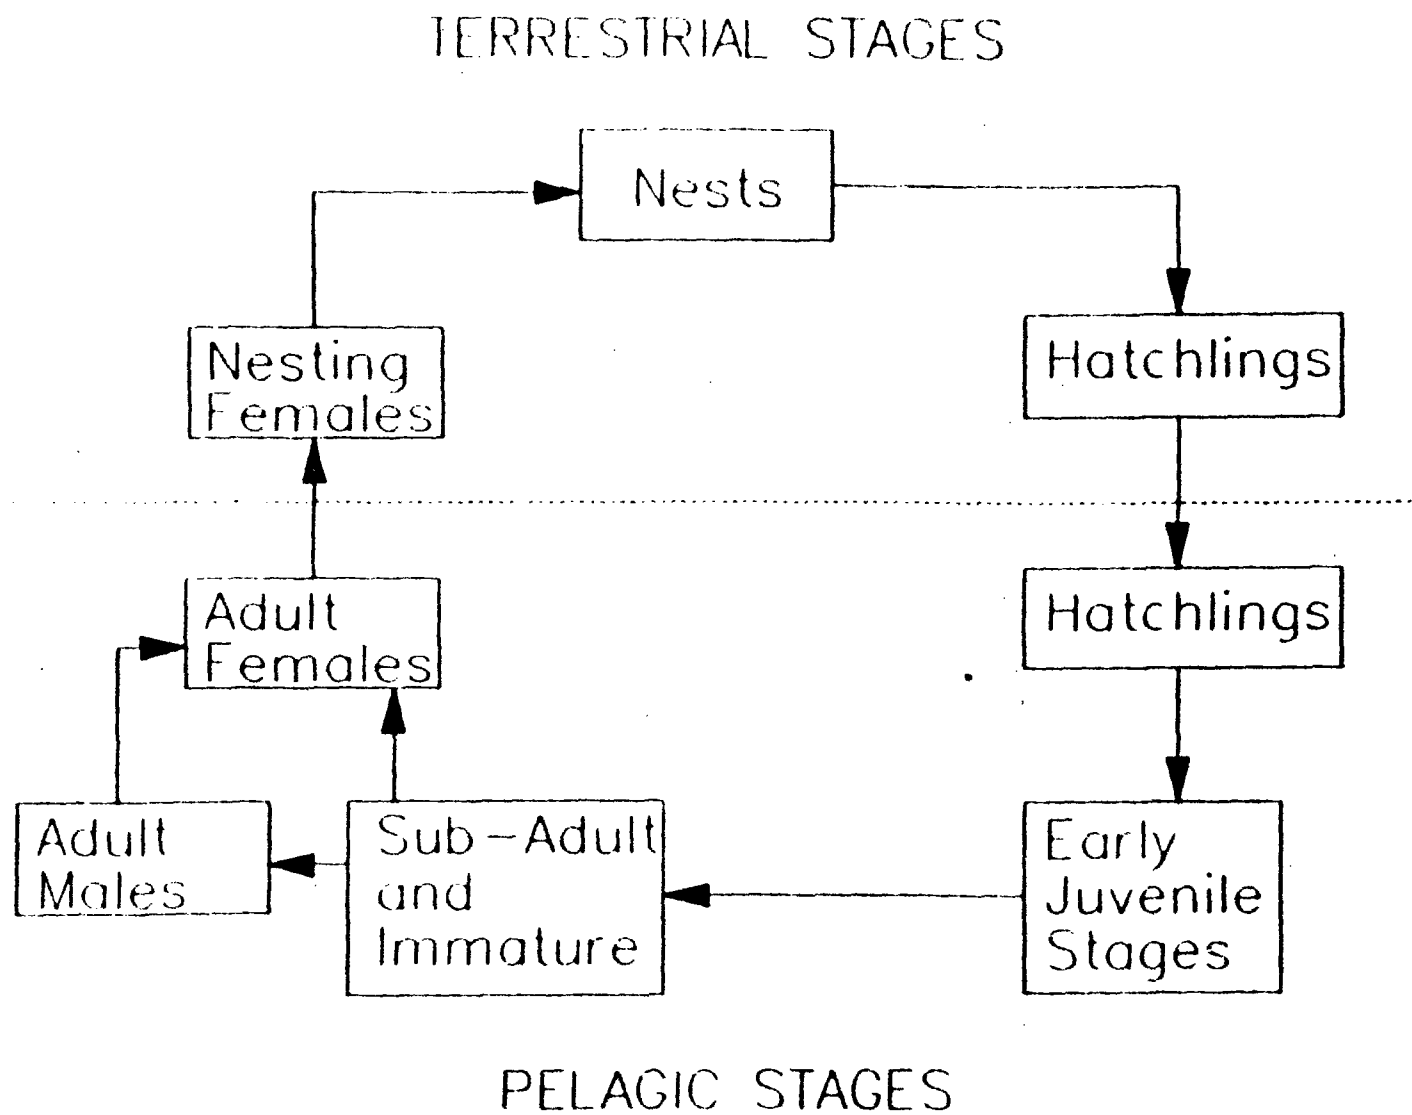 TERRESTRIAL STAGES
Nests
Nesting
Females
Hatchlings
Adult
Females
Hatchlings
Adult
Males
Sub-Adult
and
Immature
Early
Juvenile
Stages
PELAGIC STAGES